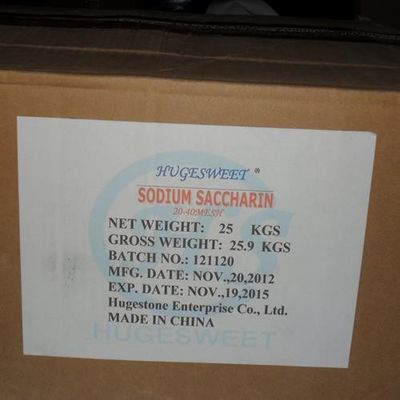 HUGESWEET ®
SODIUM SACCHARIN
20-40MESH
NET WEIGHT: 25 KGS
GROSS WEIGHT: 25.9 KGS
BATCH NO.: 121120
MFG. DATE: NOV.,20,2012
EXP. DATE: NOV.,19,2015
Hugestone Enterprise Co., Ltd.
MADE IN CHINA
HUGESWEET